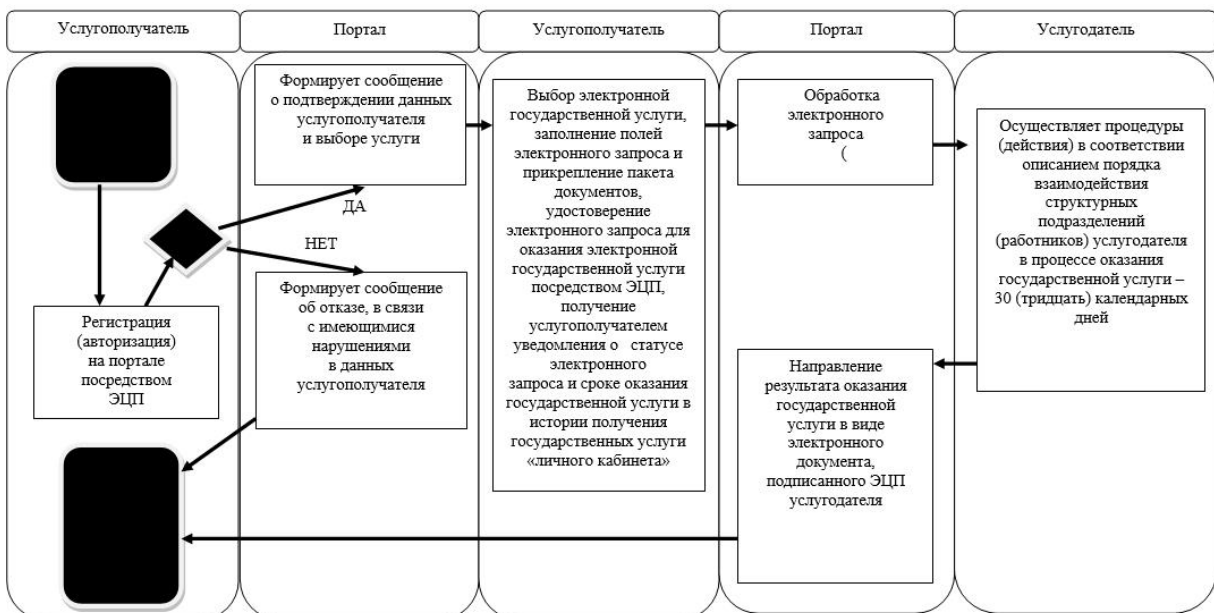 Услугополучатель
Портал
Услугополучатель
Портал
Услугодатель
Регистрация
(авторизация)
на портале
посредством
ЭЦП
ДА
НЕТ
Формирует сообщение
о подтверждении данных
услугополучателя
и выборе услуги
Формирует сообщение
об отказе, в связи
с имеющимися
нарушениями
в данных
услугополучателя
Выбор электронной
государственной услуги,
заполнение полей
электронного запроса и
прикрепление пакета
документов,
удостоверение
электронного запроса для
оказания электронной
государственной услуги
посредством ЭЦП,
получение
услугополучателем
уведомления о статусе
электронного
запроса и сроке оказания
государственной услуги в
истории получения
государственных услуги
«личного кабинета»
Обработка
электронного
запроса
(
Осуществляет процедуры
(действия) в соответствии
описанием порядка
взаимодействия
структурных
подразделений
(работников) услугодателя
в процессе оказания
государственной услуги –
30 (тридцать) календарных
дней
Направление
результата оказания
государственной
услуги в виде
электронного
документа,
подписанного ЭЦП
услугодателя